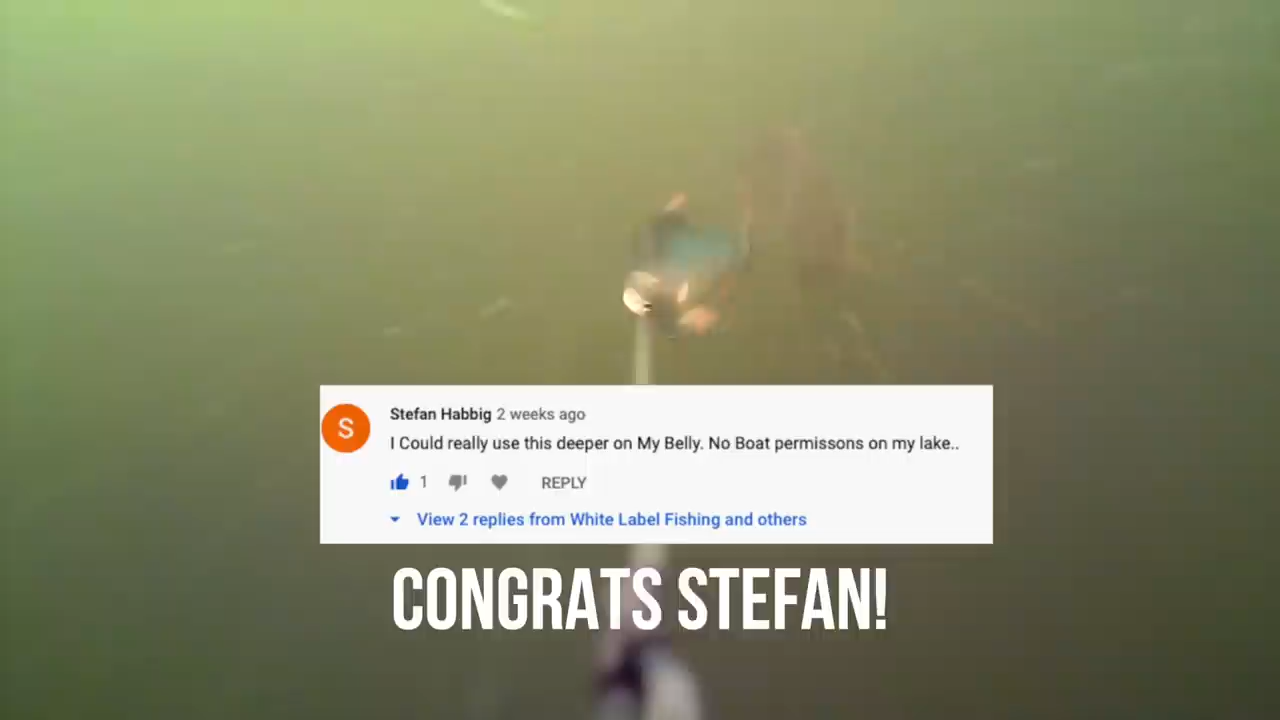 S
Stefan Habbig 2 weeks ago
I Could really use this deeper on My Belly. No Boat permissons on my lake..
1 REPLY
View 2 replies from White Label Fishing and others
CONGRATS STEFAN!